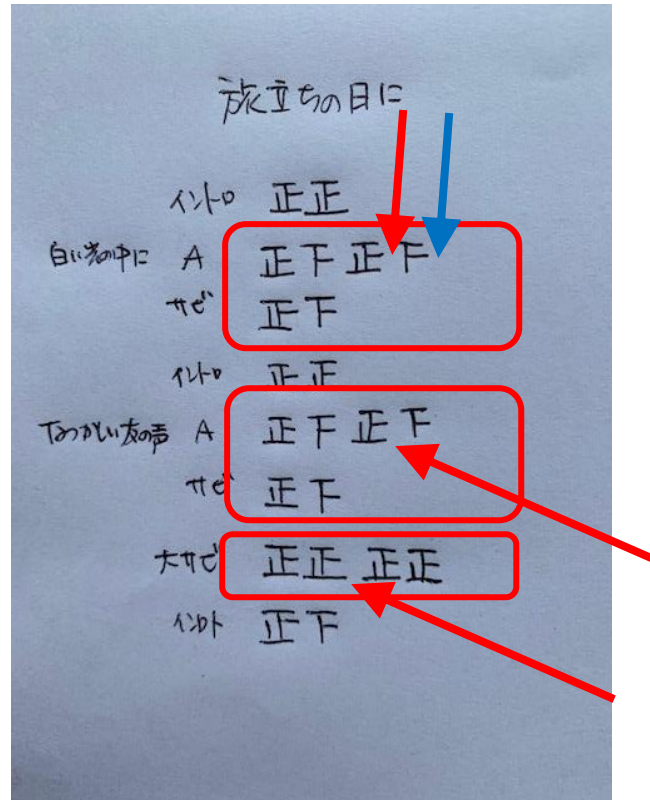 旅立ちの日に
イントロ 正正
白い光の中に A 正下正下
サビ 正下
イントロ 正正
なつかしい友の声 A 正下正下
サビ 正下
大サビ 正正 正正
イントロ 正下